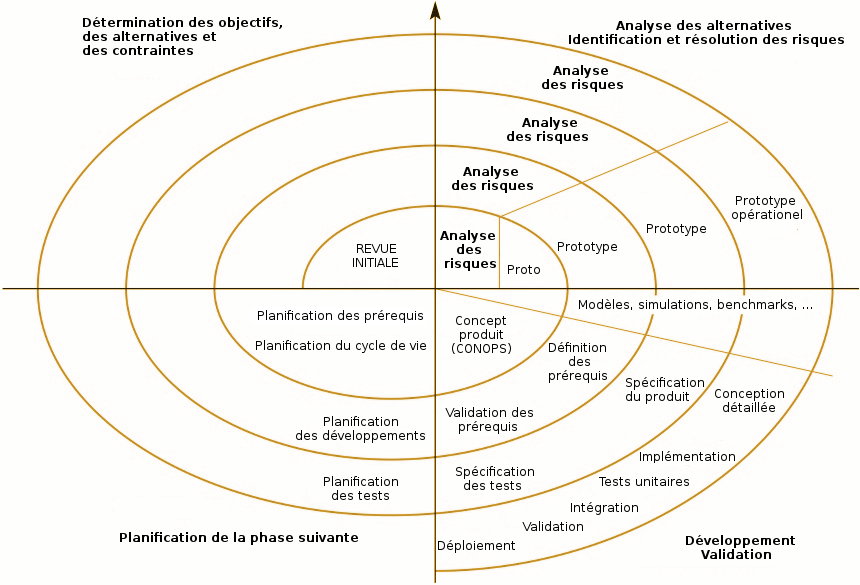 Détermination des objectifs,
des alternatives et
des contraintes
Analyse des alternatives
Identification et résolution des risques
Analyse
des risques
Analyse
des risques
Analyse
des risques
Analyse
des
risques
Prototype
opérationel
Prototype
Prototype
Proto
REVUE
INITIALE
Modèles, simulations, benchmarks, ...
Planification des prérequis
Planification du cycle de vie
Concept
produit
(CONOPS)
Définition
des
prérequis
Spécification
du produit
Conception
détaillée
Planification
des développements
Validation des
prérequis
Planification
des tests
Spécification
des tests
Implémentation
Tests unitaires
Intégration
Validation
Déploiement
Planification de la phase suivante
Développement
Validation